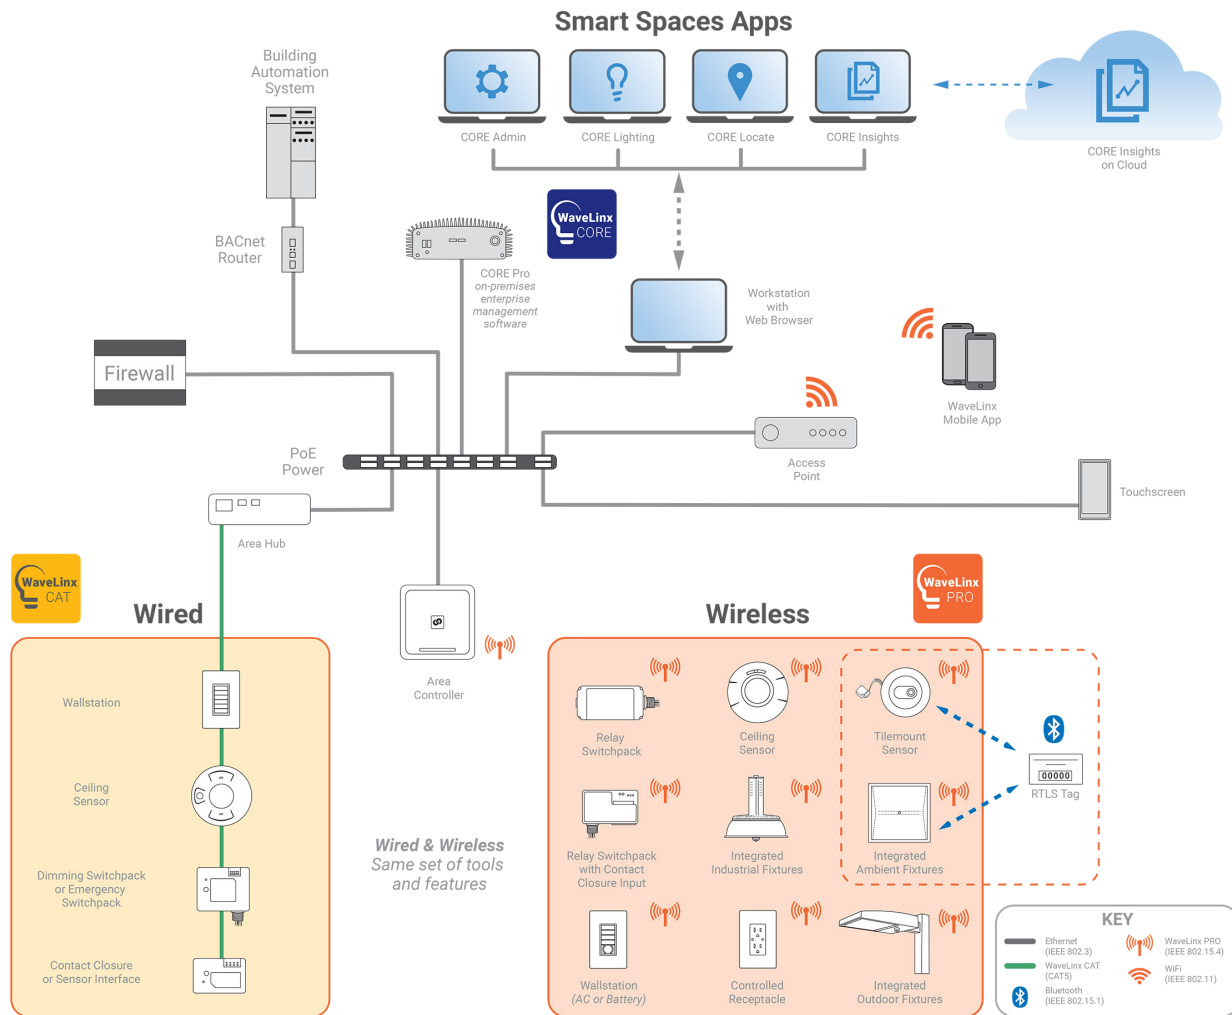 Smart Spaces Apps
Building
Automation
System
CORE Admin
CORE Lighting
CORE Locate
CORE Insights
CORE Insights
on Cloud
WaveLinx
CORE
BACnet
Router
CORE Pro
on-premises
enterprise
management
software
Workstation
with
Web Browser
Firewall
WaveLinx
Mobile App
PoE
Power
Access
Point
Touchscreen
Area Hub
WaveLinx
CAT
Wired
Area
Controller
Wireless
WaveLinx
PRO
Wallstation
Ceiling
Sensor
Dimming Switchpack
or Emergency
Switchpack
Contact Closure
or Sensor Interface
Wired & Wireless
Same set of tools
and features
Relay
Switchpack
Ceiling
Sensor
Tilemount
Sensor
00000
RTLS Tag
Relay Switchpack
with Contact
Closure Input
Integrated
Industrial Fixtures
Integrated
Ambient Fixtures
Wallstation
(AC or Battery)
Controlled
Receptacle
Integrated
Outdoor Fixtures
KEY
Ethernet
(IEEE 802.3)
WaveLinx CAT
(CAT5)
Bluetooth
(IEEE 802.15.1)
WaveLinx PRO
(IEEE 802.15.4)
WiFi
(IEEE 802.11)